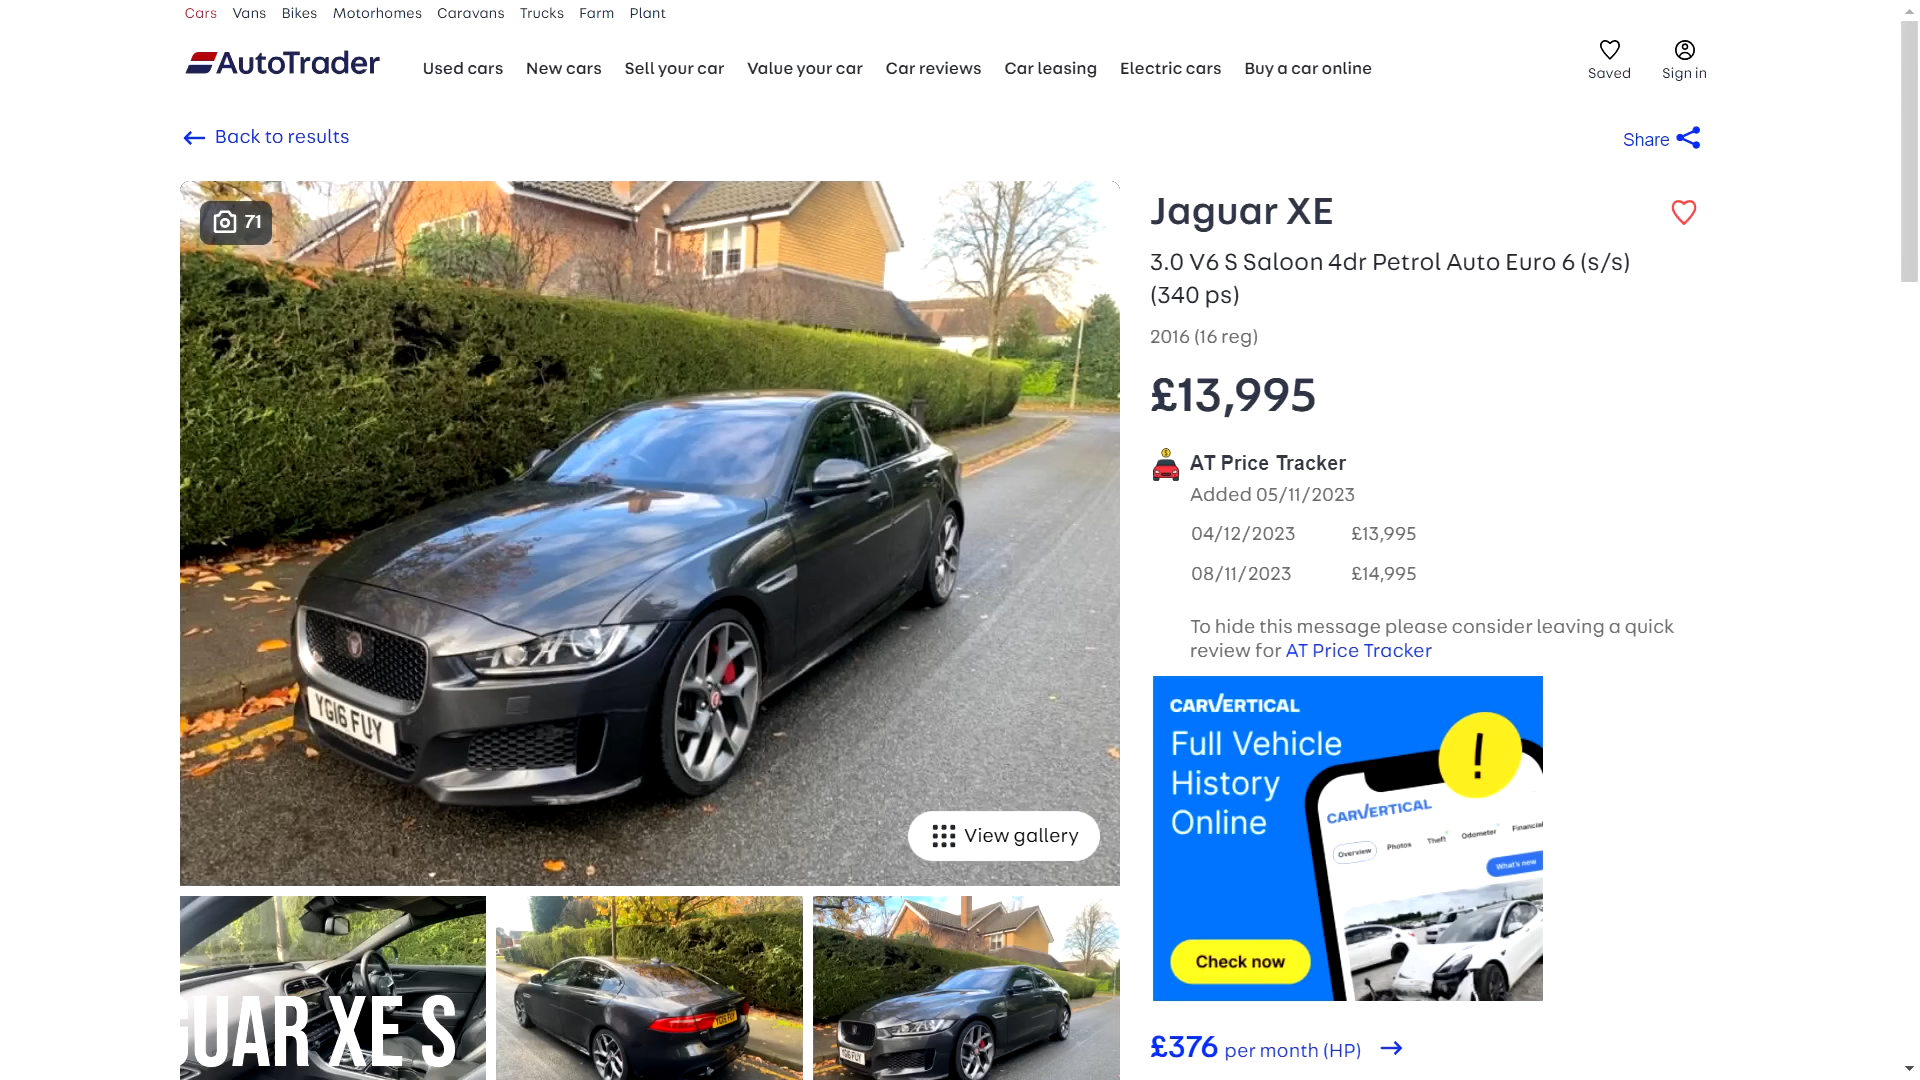 Cars Vans Bikes Motorhomes Caravans Trucks Farm Plant
AutoTrader
Used cars New cars Sell your car Value your car Car reviews Car leasing Electric cars Buy a car online
Saved Sign in
Back to results
Share
71
Jaguar XE
3.0 V6 S Saloon 4dr Petrol Auto Euro 6 (s/s)
(340 ps)
2016 (16 reg)
£13,995
AT Price Tracker
Added 05/11/2023
04/12/2023 £13,995
08/11/2023 £14,995
To hide this message please consider leaving a quick
review for AT Price Tracker
YG16 FUY
View gallery
CARVERTICAL
Full Vehicle
History
Online
!
CARVERTICAL
Overview Photos Theft Odometer Financial
What's new
Check now
GUAR XE S
YG16 FUY
YG16 FUY
£376 per month (HP)